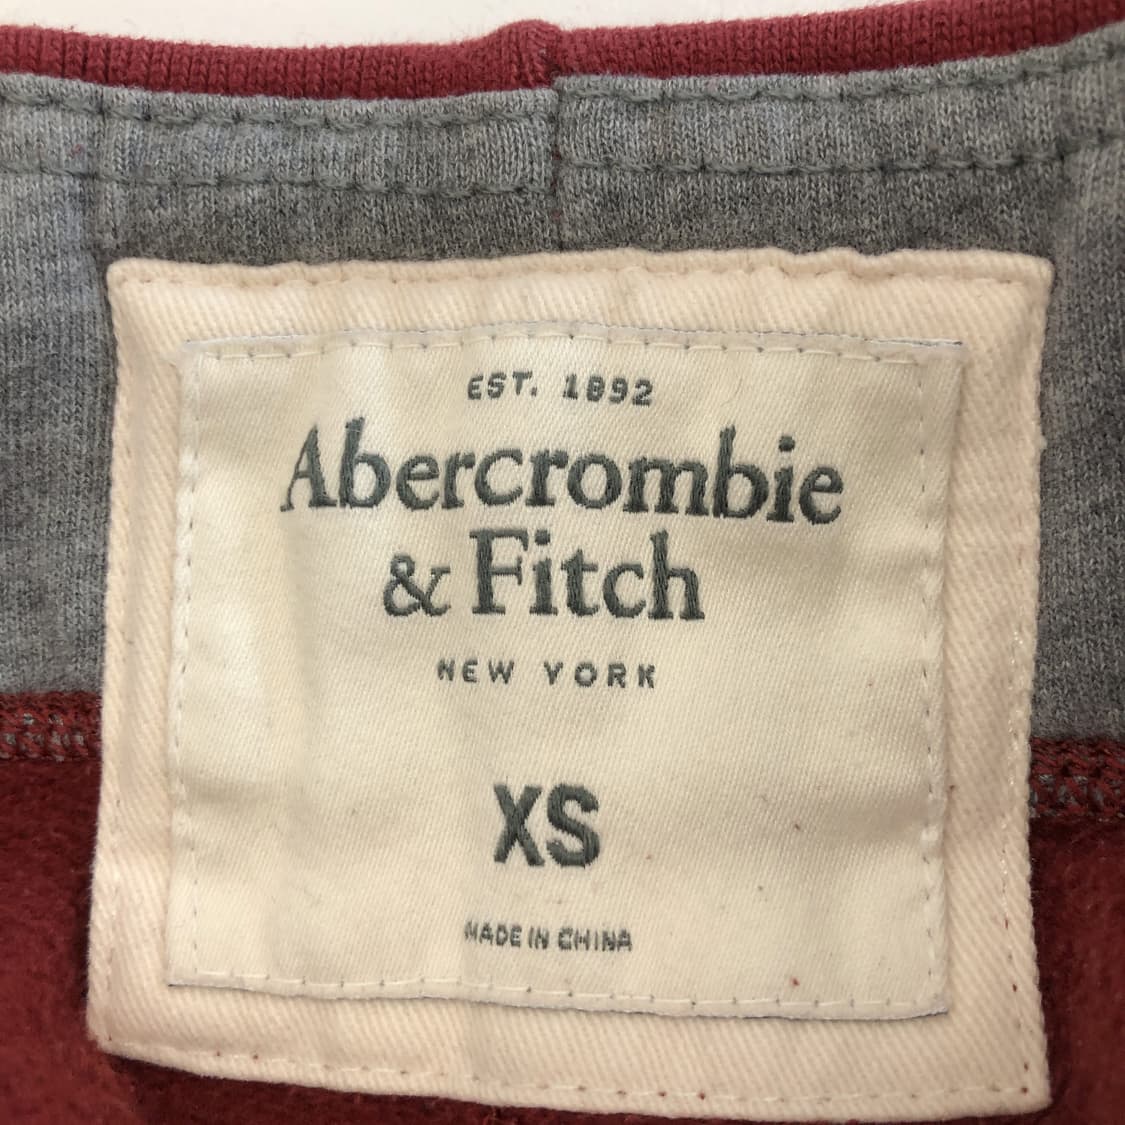 EST. 1892
Abercrombie
& Fitch
NEW YORK
XS
MADE IN CHINA